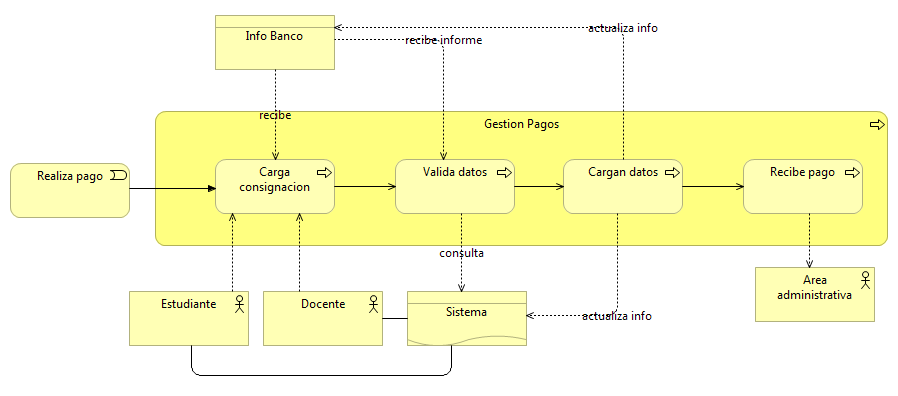 actualiza info
Info Banco
recibe informe
recibe
Gestion Pagos
Realiza pago
Carga
consignacion
Valida datos
Cargan datos
Recibe pago
consulta
Estudiante
Docente
Sistema
actualiza info
Area
administrativa